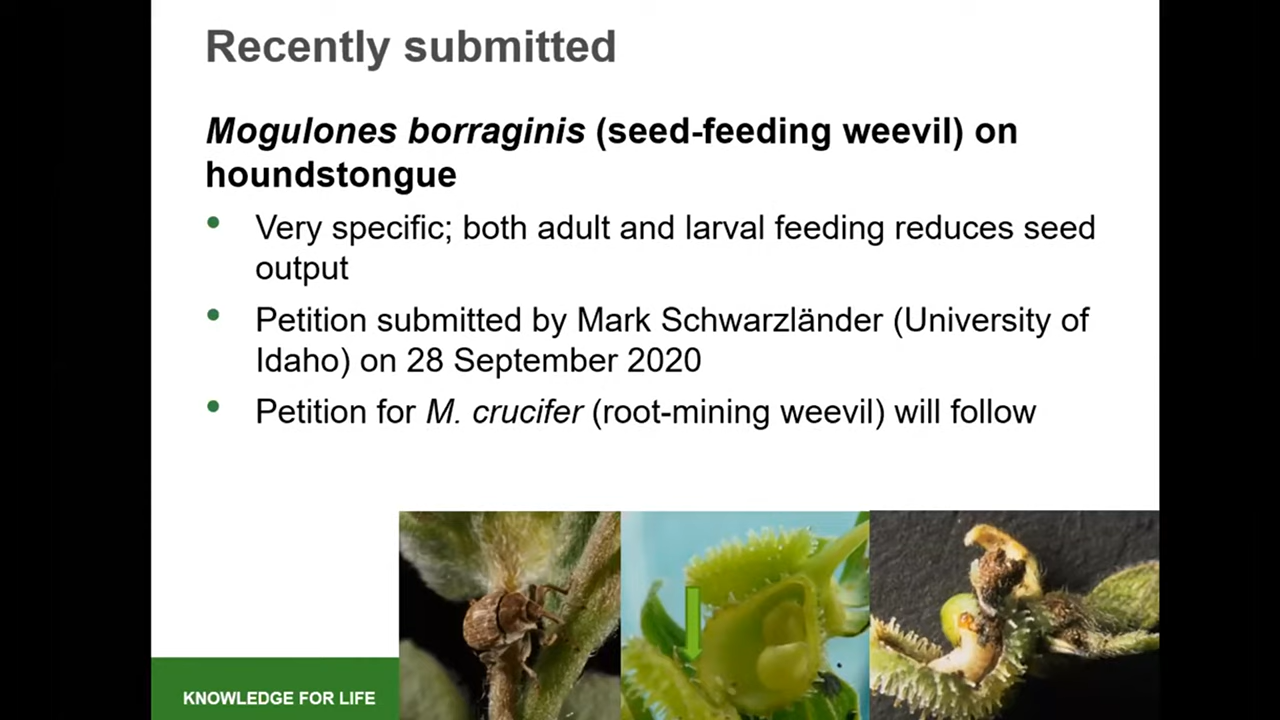 Recently submitted
Mogulones borraginis (seed-feeding weevil) on
houndstongue
• Very specific; both adult and larval feeding reduces seed
output
• Petition submitted by Mark Schwarzländer (University of
Idaho) on 28 September 2020
• Petition for M. crucifer (root-mining weevil) will follow
KNOWLEDGE FOR LIFE